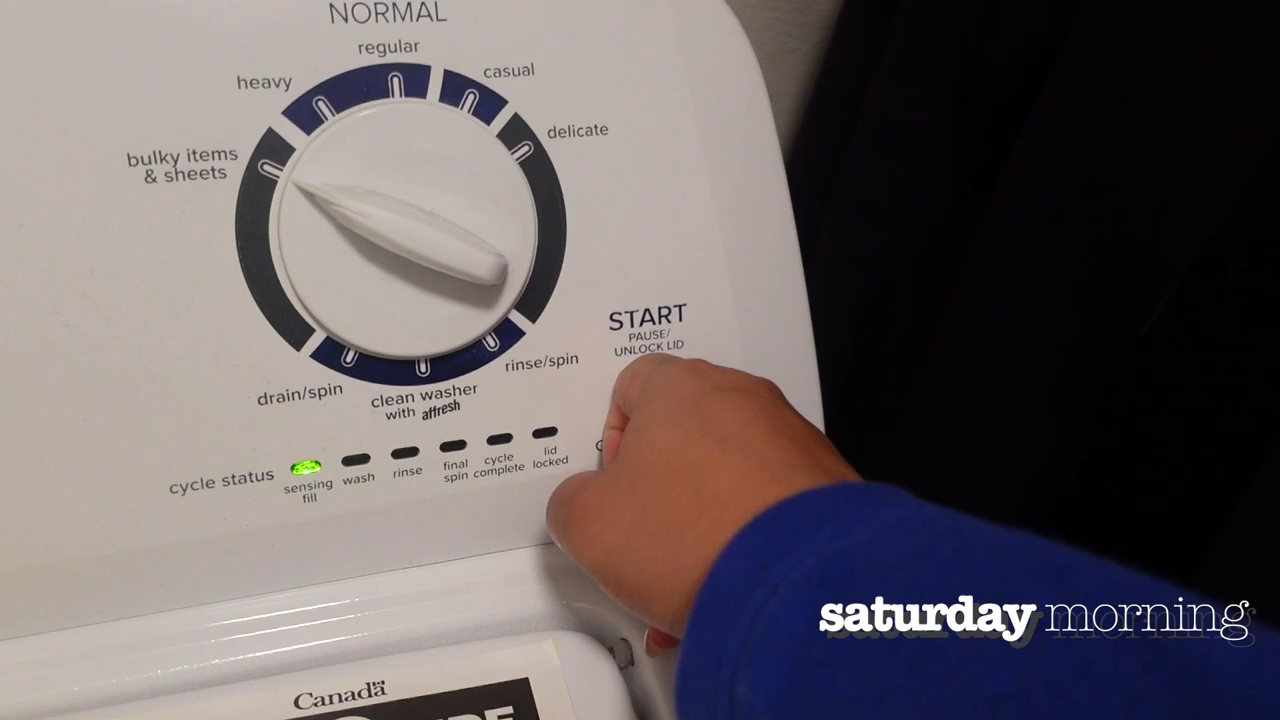 NORMAL
regular
heavy
casual
delicate
bulky items
& sheets
START
PAUSE/
UNLOCK LID
rinse/spin
drain/spin
clean washer
with affresh
cycle status
sensing
fill
wash
rinse
final
spin
cycle
complete
lid
locked
saturday morning
Canada